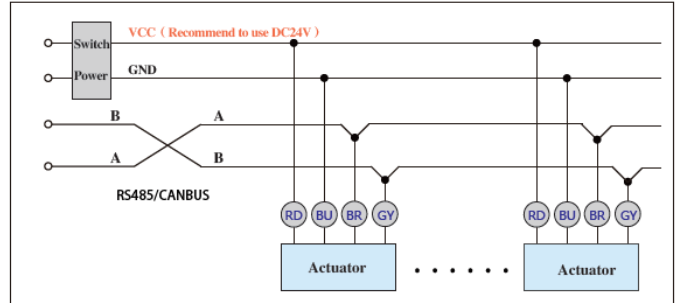 VCC ( Recommend to use DC24V )
Switch
Power
GND
B A
A B
RS485/CANBUS
RD BU BR GY RD BU BR GY
Actuator . . . . . . Actuator